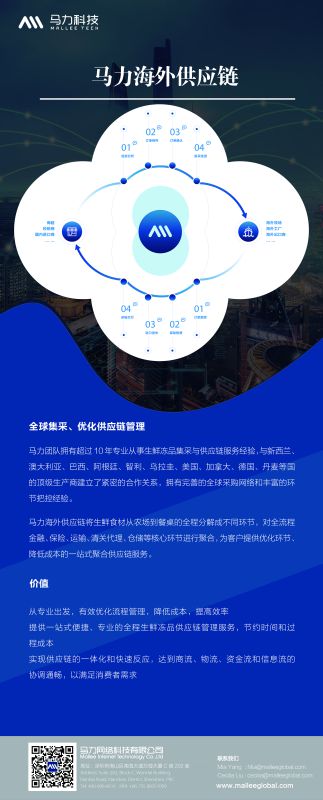 马力科技
MALLEE TECH
马力海外供应链
01
02
03
04
04
03
02
01
全球集采、优化供应链管理
马力团队拥有超过 10 年专业从事生鲜冻品集采与供应链服务经验,与新西兰、
澳大利亚、巴西、阿根廷、智利、乌拉圭、美国、加拿大、德国、丹麦等国
的顶级生产商建立了紧密的合作关系，拥有完善的全球采购网络和丰富的环
节把控经验。
马力海外供应链将生鲜食材从农场到餐桌的全程分解成不同环节，对全流程
金融、保险、运输、清关代理、仓储等核心环节进行聚合，为客户提供优化环节、
降低成本的一站式聚合供应链服务。
价值
从专业出发，有效优化流程管理，降低成本，提高效率
提供一站式便捷、专业的全程生鲜冻品供应链管理服务，节约时间和过
程成本
实现供应链的一体化和快速反应，达到商流、物流、资金流和信息流的
协调通畅，以满足消费者需求
马力网络科技有限公司
Mallee Internet Technology Co.,Ltd
联系我们
www.malleeglobal.com